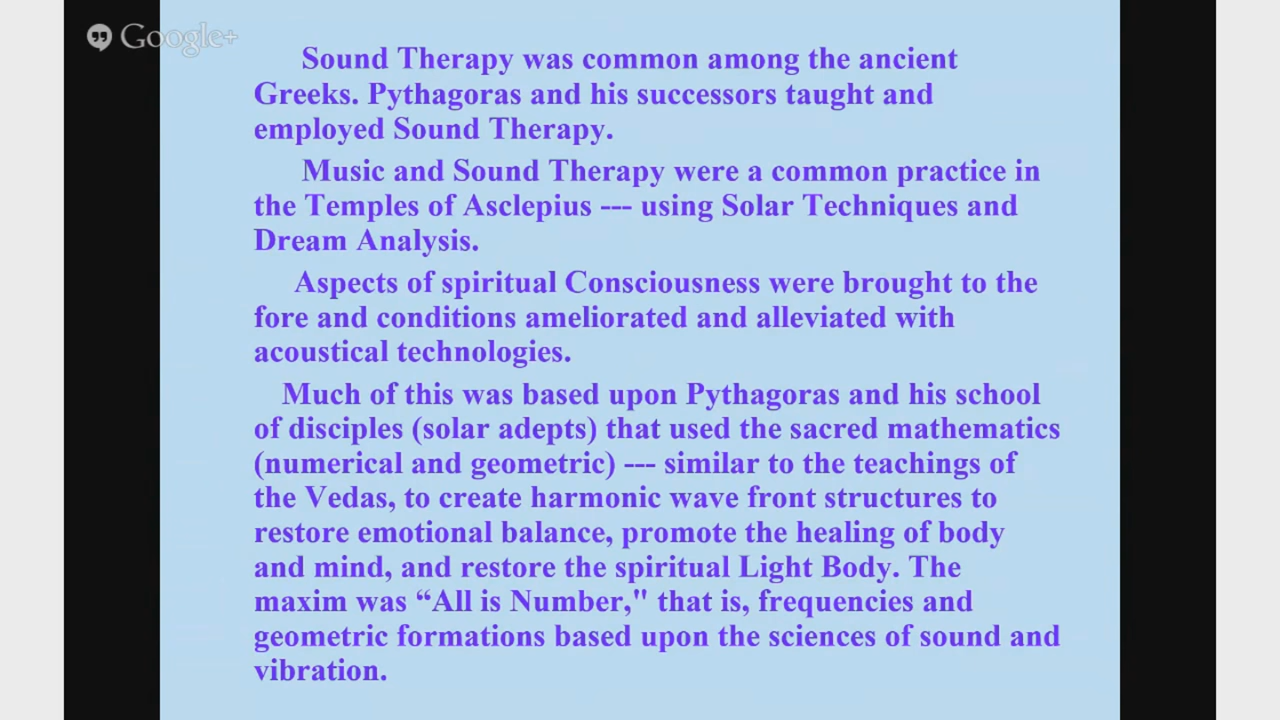 Google+
Sound Therapy was common among the ancient
Greeks. Pythagoras and his successors taught and
employed Sound Therapy.
Music and Sound Therapy were a common practice in
the Temples of Asclepius --- using Solar Techniques and
Dream Analysis.
Aspects of spiritual Consciousness were brought to the
fore and conditions ameliorated and alleviated with
acoustical technologies.
Much of this was based upon Pythagoras and his school
of disciples (solar adepts) that used the sacred mathematics
(numerical and geometric) --- similar to the teachings of
the Vedas, to create harmonic wave front structures to
restore emotional balance, promote the healing of body
and mind, and restore the spiritual Light Body. The
maxim was “All is Number," that is, frequencies and
geometric formations based upon the sciences of sound and
vibration.